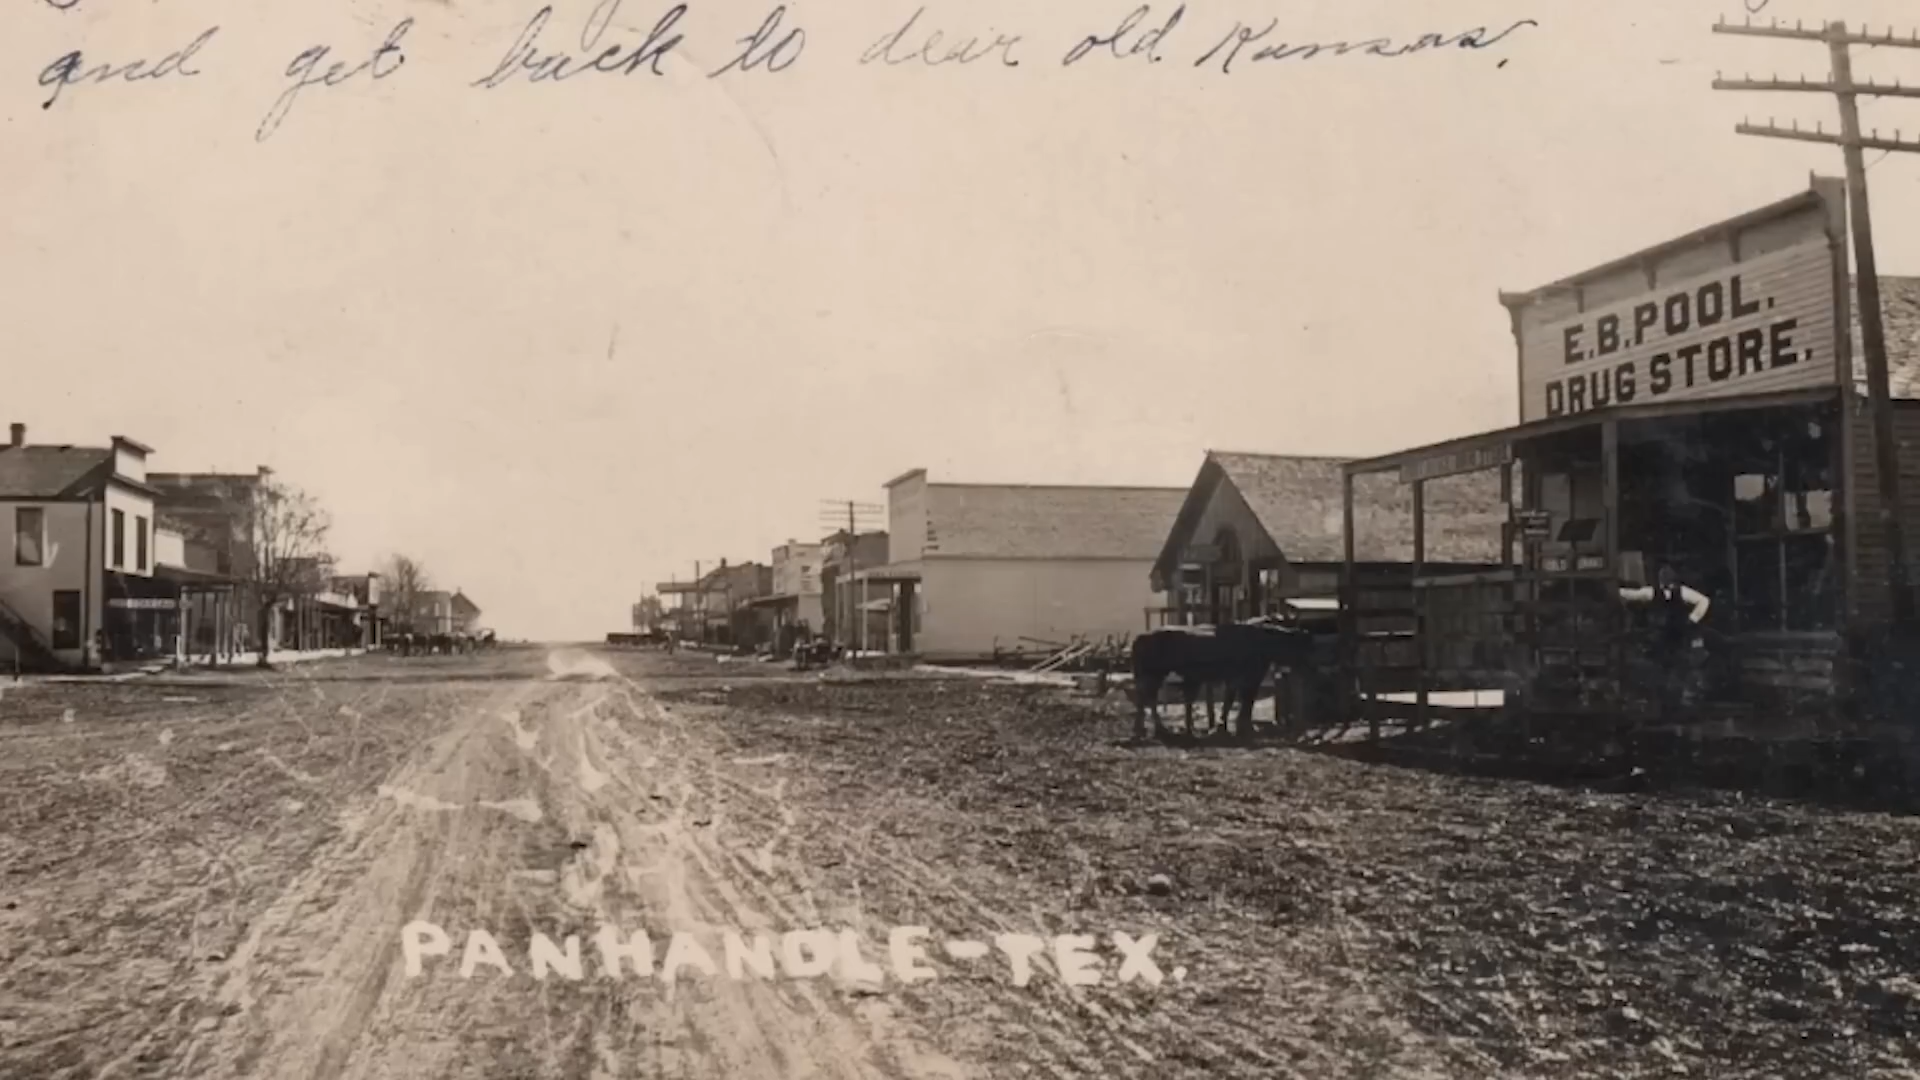 and get back to dear old Kansas.
E.B.POOL.
DRUG STORE.
PANHANDLE-TEX.